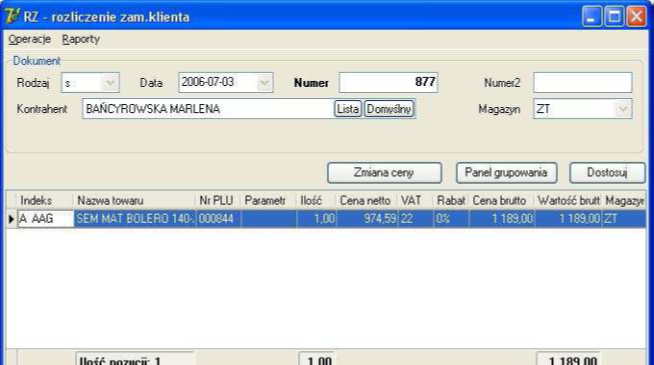 RZ - rozliczenie zam.klienta
Operacje Raporty
Dokument
Rodzaj s Data 2006-07-03 Numer 877 Numer2
Kontrahent BAŃCYROWSKA MARLENA Lista Domyślny Magazyn ZT
Zmiana ceny Panel grupowania Dostosuj
Indeks Nazwa towaru Nr PLU Parametr Ilość Cena netto VAT Rabat Cena brutto Wartość brutt Magazyn
A AAG SEM MAT BOLERO 140-. 000844 1,00 974,59 22 0% 1 189,00 1 189,00 ZT
Ilość pozycji: 1 1,00 1 189,00